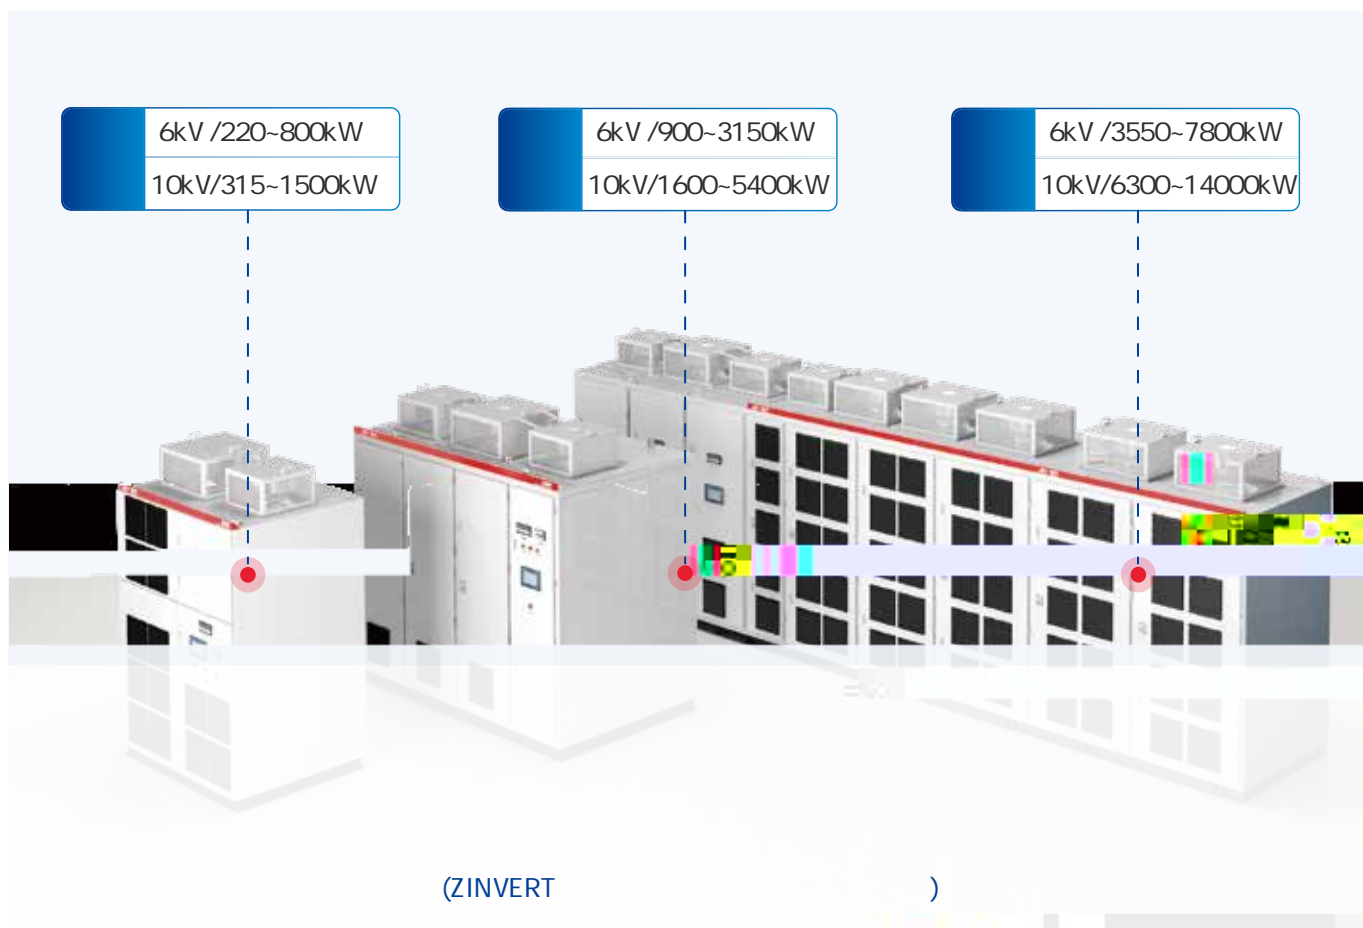 6kV /220~800kW
10kV/315~1500kW
6kV /900~3150kW
10kV/1600~5400kW
6kV /3550~7800kW
10kV/6300~14000kW
(ZINVERT )